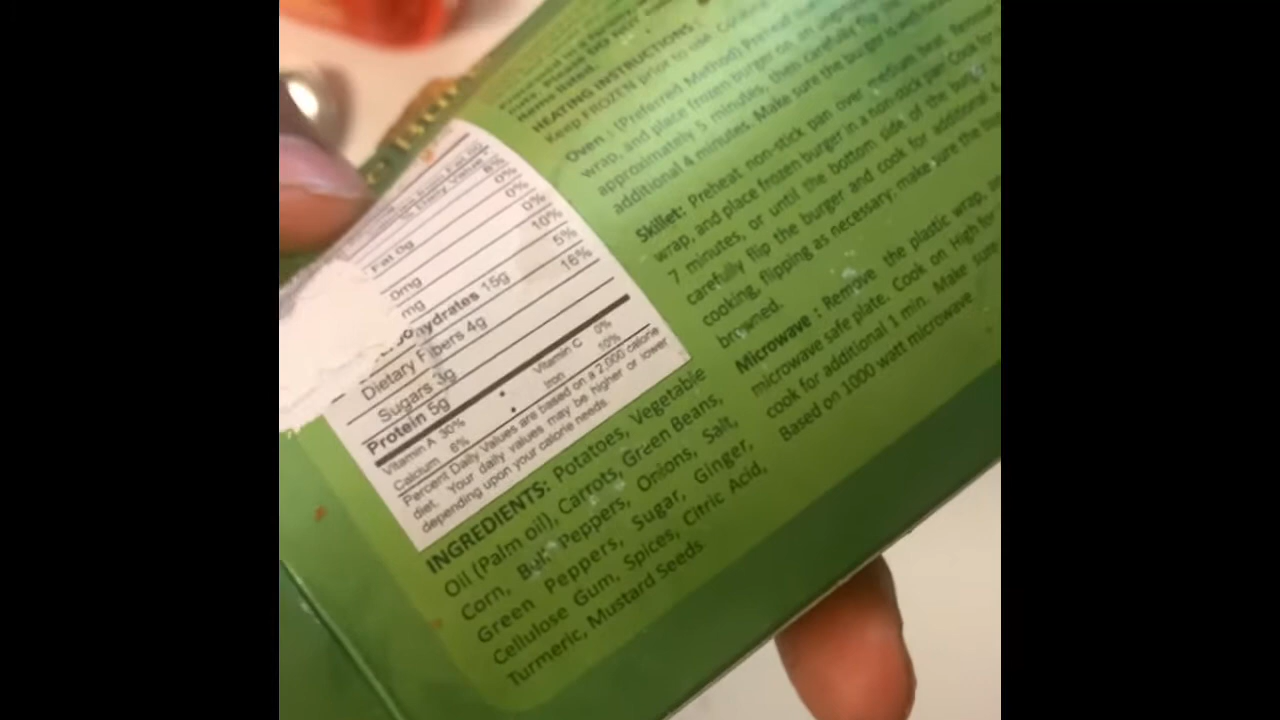 HEATING INSTRUCTIONS:
Keep FROZEN prior to use.
Oven : (Preferred Method) Preheat
wrap, and place frozen burger on an
approximately 5 minutes, then carefully flip the
additional 4 minutes. Make sure the burger is
Skillet: Preheat non-stick pan over medium heat. Remove
wrap, and place frozen burger in a non-stick pan Cook for
7 minutes, or until the bottom side of the burger
carefully flip the burger and cook for additional 4
cooking, flipping as necessary; make sure the
browned.
Microwave : Remove the plastic wrap,
microwave safe plate. Cook on High for
cook for additional 1 min. Make sure
Based on 1000-watt microwave
Fat 0g
0%
0mg 0%
mg 0%
ohydrates 15g
10%
5%
Dietary Fibers 4g 16%
Sugars 3g
Protein 5g
Vitamin A 30% • Vitamin C 0%
Calcium 6% • Iron 10%
Percent Daily Values are based on a 2,000 calorie
diet. Your daily values may be higher or lower
depending upon your calorie needs.
INGREDIENTS: Potatoes, Vegetable
Oil (Palm oil), Carrots, Green Beans,
Corn, Bell Peppers, Onions, Salt,
Green Peppers, Sugar, Ginger,
Cellulose Gum, Spices, Citric Acid,
Turmeric, Mustard Seeds